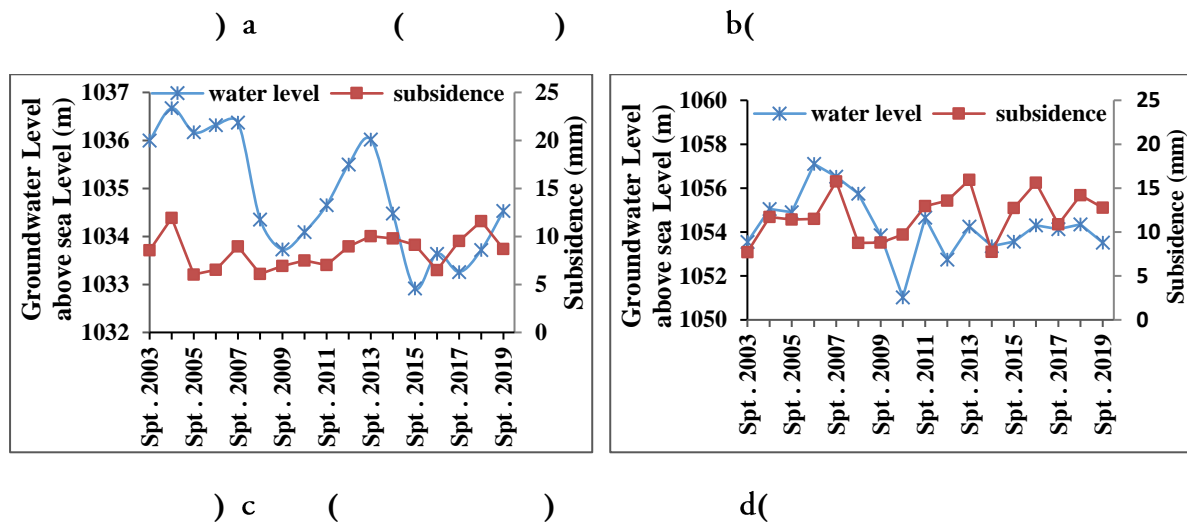 ) a ( ) b(
water level subsidence
Groundwater Level above sea Level (m)
1037
1036
1035
1034
1033
1032
25
20
15
10
5
0
Subsidence (mm)
Spt . 2003
Spt . 2005
Spt . 2007
Spt . 2009
Spt . 2011
Spt . 2013
Spt . 2015
Spt . 2017
Spt . 2019
water level subsidence
Groundwater Level above sea Level (m)
1060
1058
1056
1054
1052
1050
25
20
15
10
5
0
Subsidence (mm)
Spt . 2003
Spt . 2005
Spt . 2007
Spt . 2009
Spt . 2011
Spt . 2013
Spt . 2015
Spt . 2017
Spt . 2019
) c ( ) d(